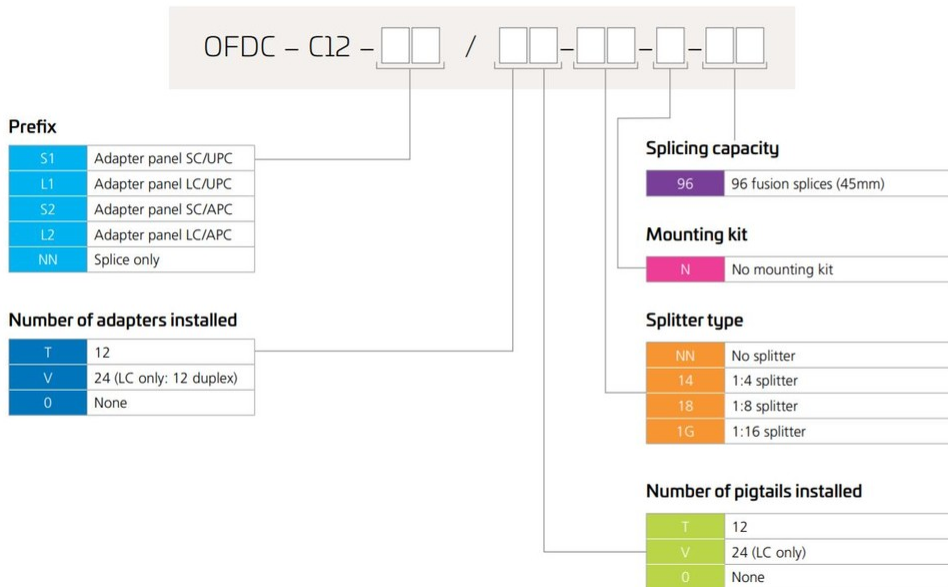 OFDC – C12 – / – – –
Prefix
S1 Adapter panel SC/UPC
L1 Adapter panel LC/UPC
S2 Adapter panel SC/APC
L2 Adapter panel LC/APC
NN Splice only
Number of adapters installed
T 12
V 24 (LC only: 12 duplex)
0 None
Splicing capacity
96 96 fusion splices (45mm)
Mounting kit
N No mounting kit
Splitter type
NN No splitter
14 1:4 splitter
18 1:8 splitter
1G 1:16 splitter
Number of pigtails installed
T 12
V 24 (LC only)
0 None